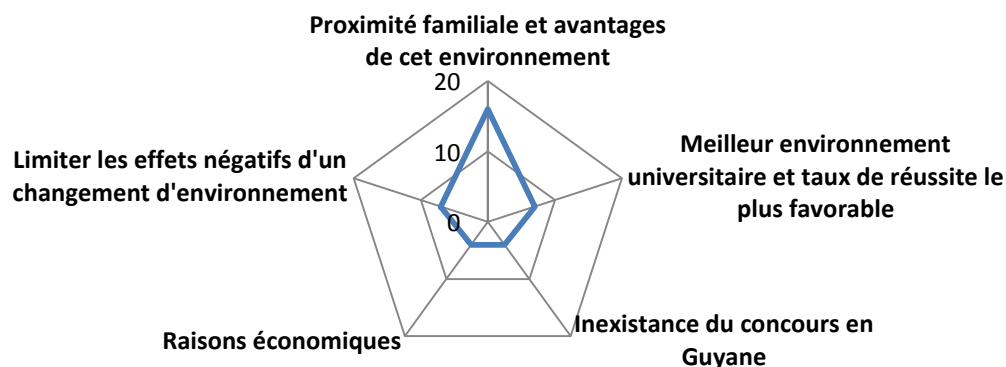 Proximité familiale et avantages
de cet environnement
20
10
0
Meilleur environnement
universitaire et taux de réussite le
plus favorable
Inexistance du concours en
Guyane
Raisons économiques
Limiter les effets négatifs d'un
changement d'environnement